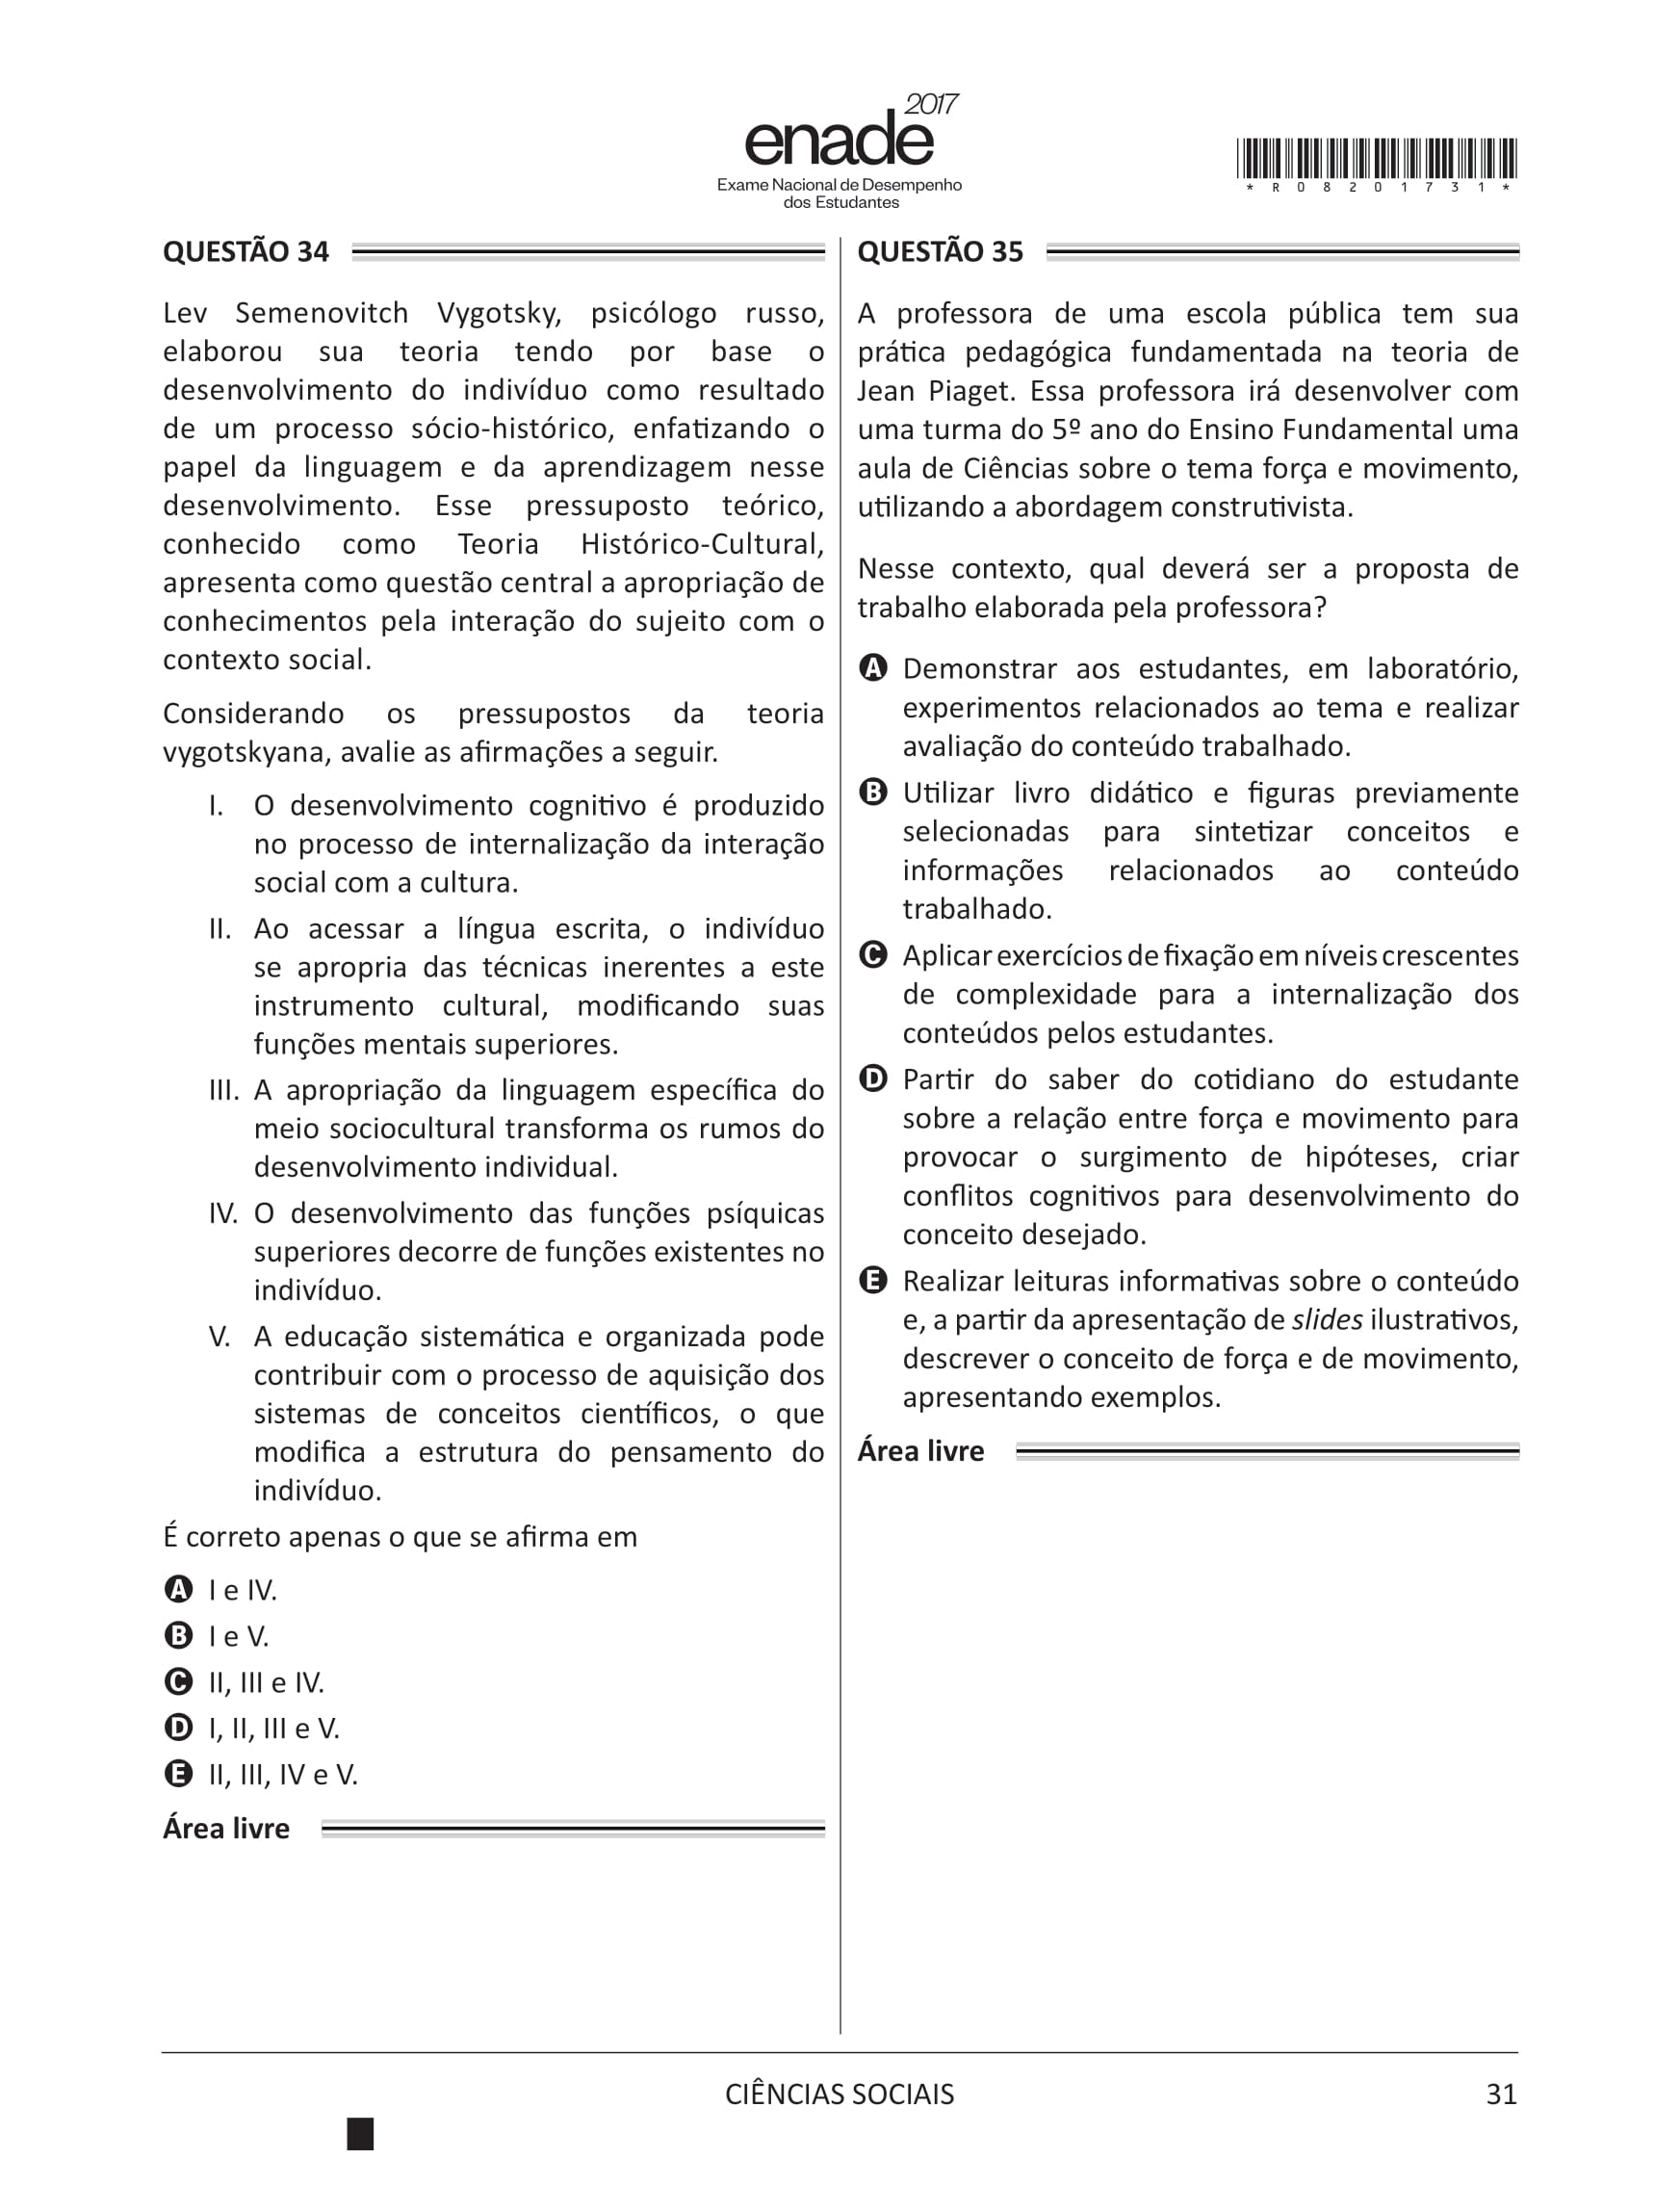 2017
enade
Exame Nacional de Desempenho
dos Estudantes
* R 0 8 2 0 1 7 3 1 *
QUESTÃO 34
Lev Semenovitch Vygotsky, psicólogo russo,
elaborou sua teoria tendo por base o
desenvolvimento do indivíduo como resultado
de um processo sócio-histórico, enfatizando o
papel da linguagem e da aprendizagem nesse
desenvolvimento. Esse pressuposto teórico,
conhecido como Teoria Histórico-Cultural,
apresenta como questão central a apropriação de
conhecimentos pela interação do sujeito com o
contexto social.
Considerando os pressupostos da teoria
vygotskyana, avalie as afirmações a seguir.
I. O desenvolvimento cognitivo é produzido
no processo de internalização da interação
social com a cultura.
II. Ao acessar a língua escrita, o indivíduo
se apropria das técnicas inerentes a este
instrumento cultural, modificando suas
funções mentais superiores.
III. A apropriação da linguagem específica do
meio sociocultural transforma os rumos do
desenvolvimento individual.
IV. O desenvolvimento das funções psíquicas
superiores decorre de funções existentes no
indivíduo.
V. A educação sistemática e organizada pode
contribuir com o processo de aquisição dos
sistemas de conceitos científicos, o que
modifica a estrutura do pensamento do
indivíduo.
É correto apenas o que se afirma em
A I e IV.
B I e V.
C II, III e IV.
D I, II, III e V.
E II, III, IV e V.
Área livre
QUESTÃO 35
A professora de uma escola pública tem sua
prática pedagógica fundamentada na teoria de
Jean Piaget. Essa professora irá desenvolver com
uma turma do 5º ano do Ensino Fundamental uma
aula de Ciências sobre o tema força e movimento,
utilizando a abordagem construtivista.
Nesse contexto, qual deverá ser a proposta de
trabalho elaborada pela professora?
A Demonstrar aos estudantes, em laboratório,
experimentos relacionados ao tema e realizar
avaliação do conteúdo trabalhado.
B Utilizar livro didático e figuras previamente
selecionadas para sintetizar conceitos e
informações relacionados ao conteúdo
trabalhado.
C Aplicar exercícios de fixação em níveis crescentes
de complexidade para a internalização dos
conteúdos pelos estudantes.
D Partir do saber do cotidiano do estudante
sobre a relação entre força e movimento para
provocar o surgimento de hipóteses, criar
conflitos cognitivos para desenvolvimento do
conceito desejado.
E Realizar leituras informativas sobre o conteúdo
e, a partir da apresentação de slides ilustrativos,
descrever o conceito de força e de movimento,
apresentando exemplos.
Área livre
CIÊNCIAS SOCIAIS
31